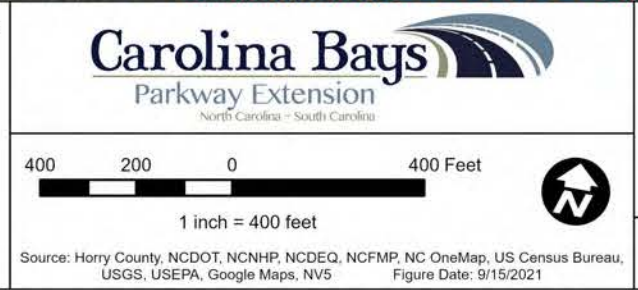 Carolina Bays
Parkway Extension
North Carolina - South Carolina
400 200 0 400 Feet
N
1 inch = 400 feet
Source: Horry County, NCDOT, NCNHP, NCDEQ, NCFMP, NC OneMap, US Census Bureau,
USGS, USEPA, Google Maps, NV5 Figure Date: 9/15/2021